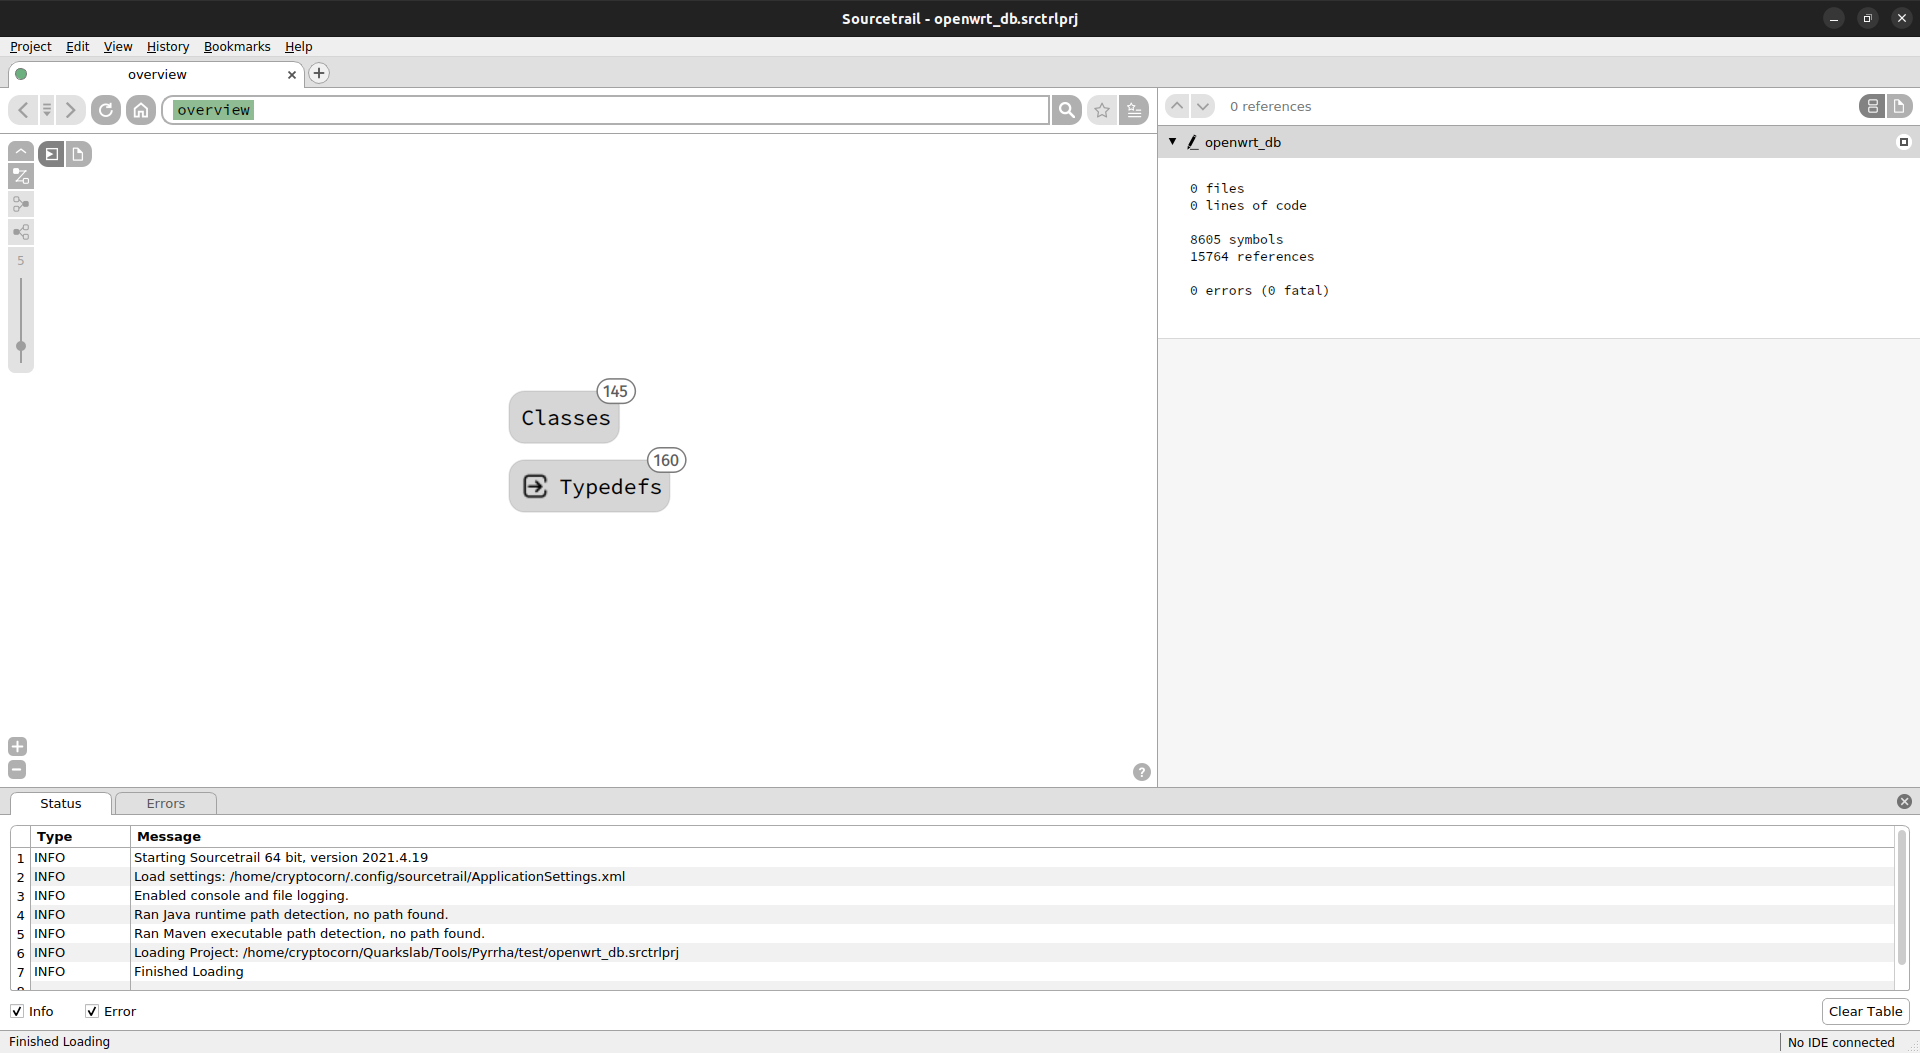 Sourcetrail - openwrt_db.srctrlprj
Project Edit View History Bookmarks Help
overview
overview
0 references
openwrt_db
0 files
0 lines of code
8605 symbols
15764 references
0 errors (0 fatal)
5
145
Classes
160
Typedefs
?
Status Errors
Type Message
1 INFO Starting Sourcetrail 64 bit, version 2021.4.19
2 INFO Load settings: /home/cryptocorn/.config/sourcetrail/ApplicationSettings.xml
3 INFO Enabled console and file logging.
4 INFO Ran Java runtime path detection, no path found.
5 INFO Ran Maven executable path detection, no path found.
6 INFO Loading Project: /home/cryptocorn/Quarkslab/Tools/Pyrrha/test/openwrt_db.srctrlprj
7 INFO Finished Loading
Info Error Clear Table
Finished Loading No IDE connected